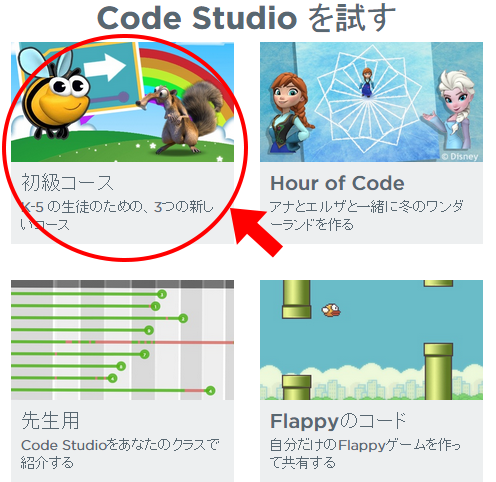 Code Studio を試す
© Disney
初級コース
K-5 の生徒のための、3つの新し
いコース
Hour of Code
アナとエルザと一緒に冬のワンダ
ーランドを作る
先生用
Code Studioをあなたのクラスで
紹介する
Flappyのコード
自分だけのFlappyゲームを作っ
て共有する